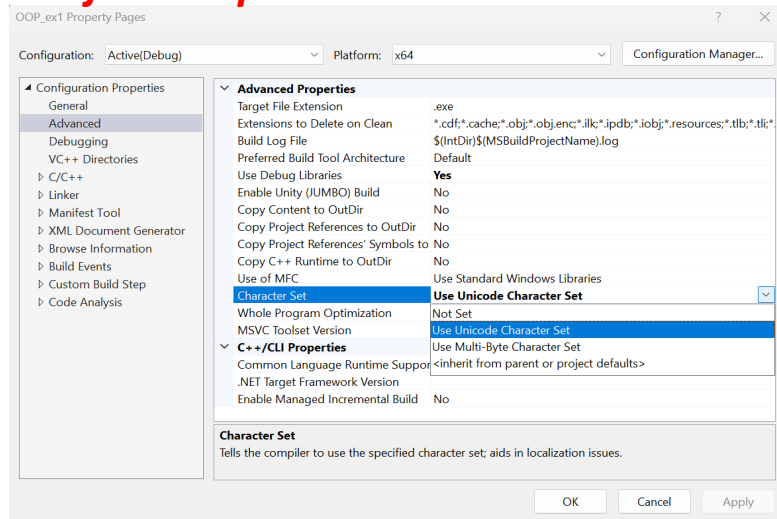 OOP_ex1 Property Pages ? ×
Configuration: Active(Debug) Platform: x64 Configuration Manager...
Configuration Properties
General
Advanced
Debugging
VC++ Directories
C/C++
Linker
Manifest Tool
XML Document Generator
Browse Information
Build Events
Custom Build Step
Code Analysis
Advanced Properties
Target File Extension .exe
Extensions to Delete on Clean *.cdf;*.cache;*.obj;*.obj.enc;*.ilk;*.ipdb;*.iobj;*.resources;*.tlb;*.tli;*.
Build Log File $(IntDir)$(MSBuildProjectName).log
Preferred Build Tool Architecture Default
Use Debug Libraries Yes
Enable Unity (JUMBO) Build No
Copy Content to OutDir No
Copy Project References to OutDir No
Copy Project References' Symbols to No
Copy C++ Runtime to OutDir No
Use of MFC Use Standard Windows Libraries
Character Set Use Unicode Character Set
Whole Program Optimization Not Set
MSVC Toolset Version Use Unicode Character Set
C++/CLI Properties Use Multi-Byte Character Set
Common Language Runtime Suppor <inherit from parent or project defaults>
.NET Target Framework Version
Enable Managed Incremental Build No
Character Set
Tells the compiler to use the specified character set; aids in localization issues.
OK Cancel Apply